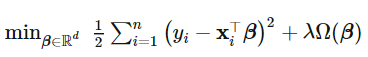 min_{β∈ℝ^d} 1/2 ∑_{i=1}^{n} (y_i − x_i^⊤ β)^2 + λΩ(β)